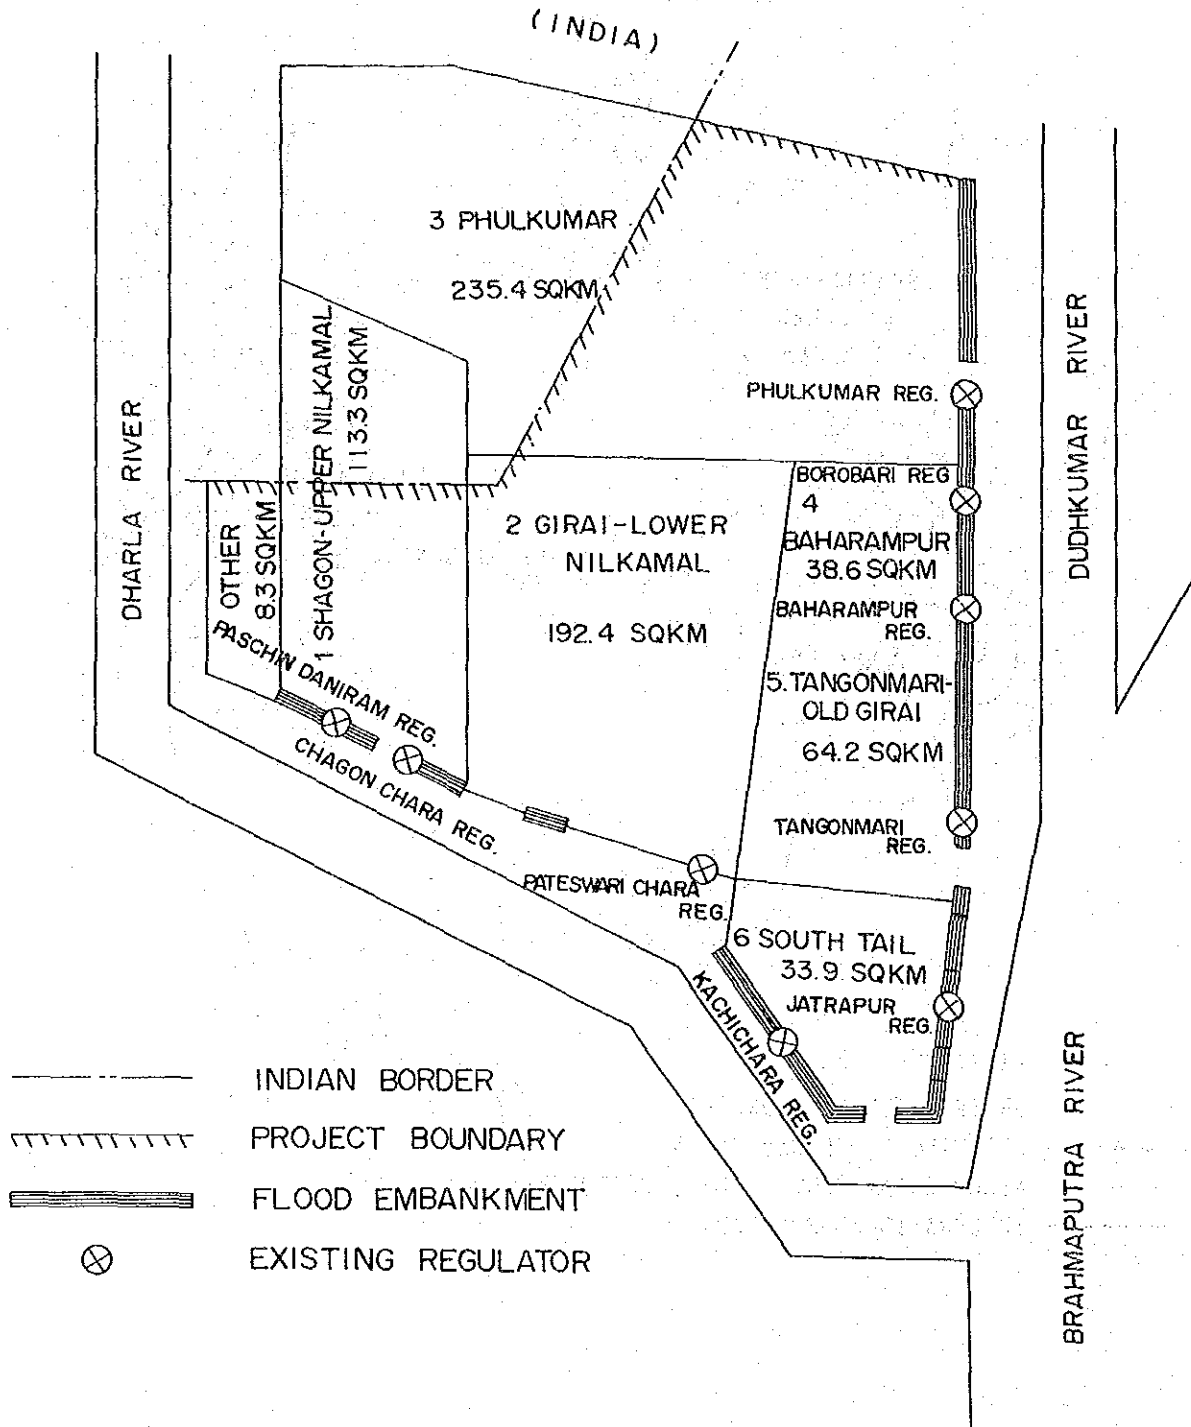 (INDIA)
3 PHULKUMAR
235.4 SQKM
1 SHAGON-UPPER NILKAMAL
113.3 SQKM
DHARLA RIVER
OTHER
8.3 SQKM
PHULKUMAR REG.
DUDHKUMAR RIVER
BOROBARI REG
4
BAHARAMPUR
38.6 SQKM
2 GIRAI-LOWER
NILKAMAL
192.4 SQKM
BAHARAMPUR
REG.
5. TANGONMARI-
OLD GIRAI
64.2 SQKM
PASCHIN DANIRAM REG.
CHAGON CHARA REG.
TANGONMARI
REG.
PATESWARI CHARA
REG.
6 SOUTH TAIL
33.9 SQKM
JATRAPUR
REG.
KACHICHARA REG.
BRAHMAPUTRA RIVER
INDIAN BORDER
PROJECT BOUNDARY
FLOOD EMBANKMENT
EXISTING REGULATOR